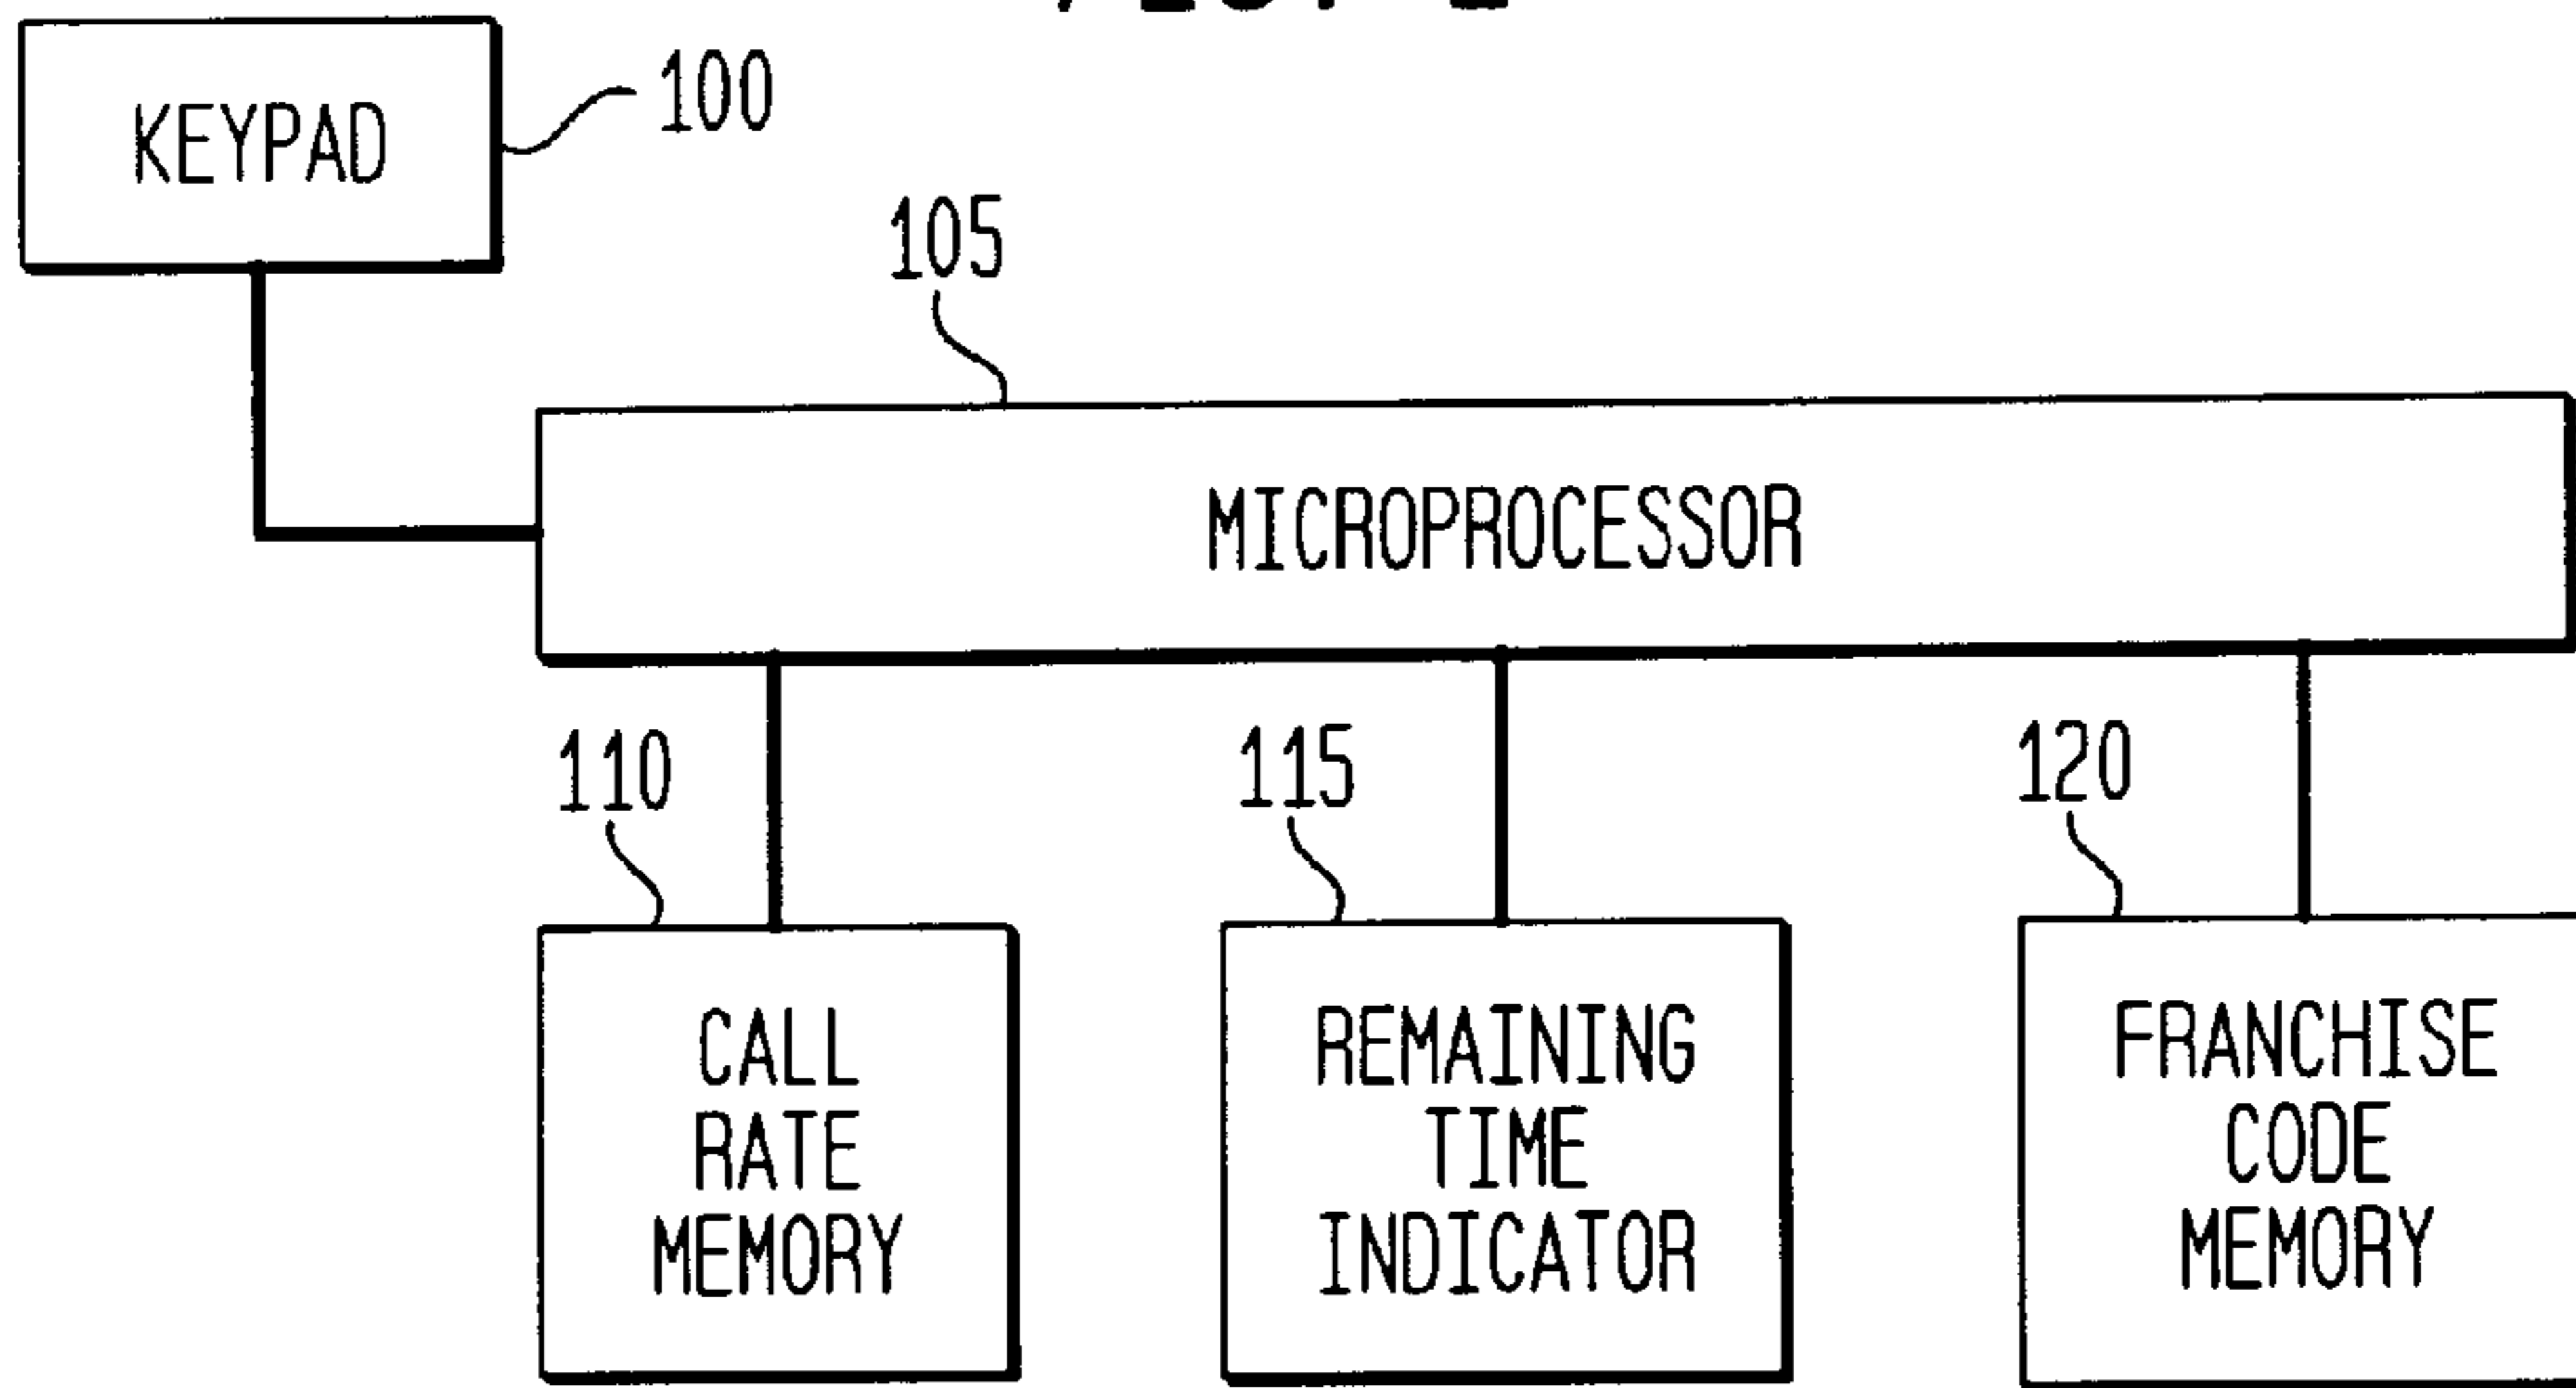 KEYPAD
100
105
MICROPROCESSOR
110
115
120
CALL
RATE
MEMORY
REMAINING
TIME
INDICATOR
FRANCHISE
CODE
MEMORY